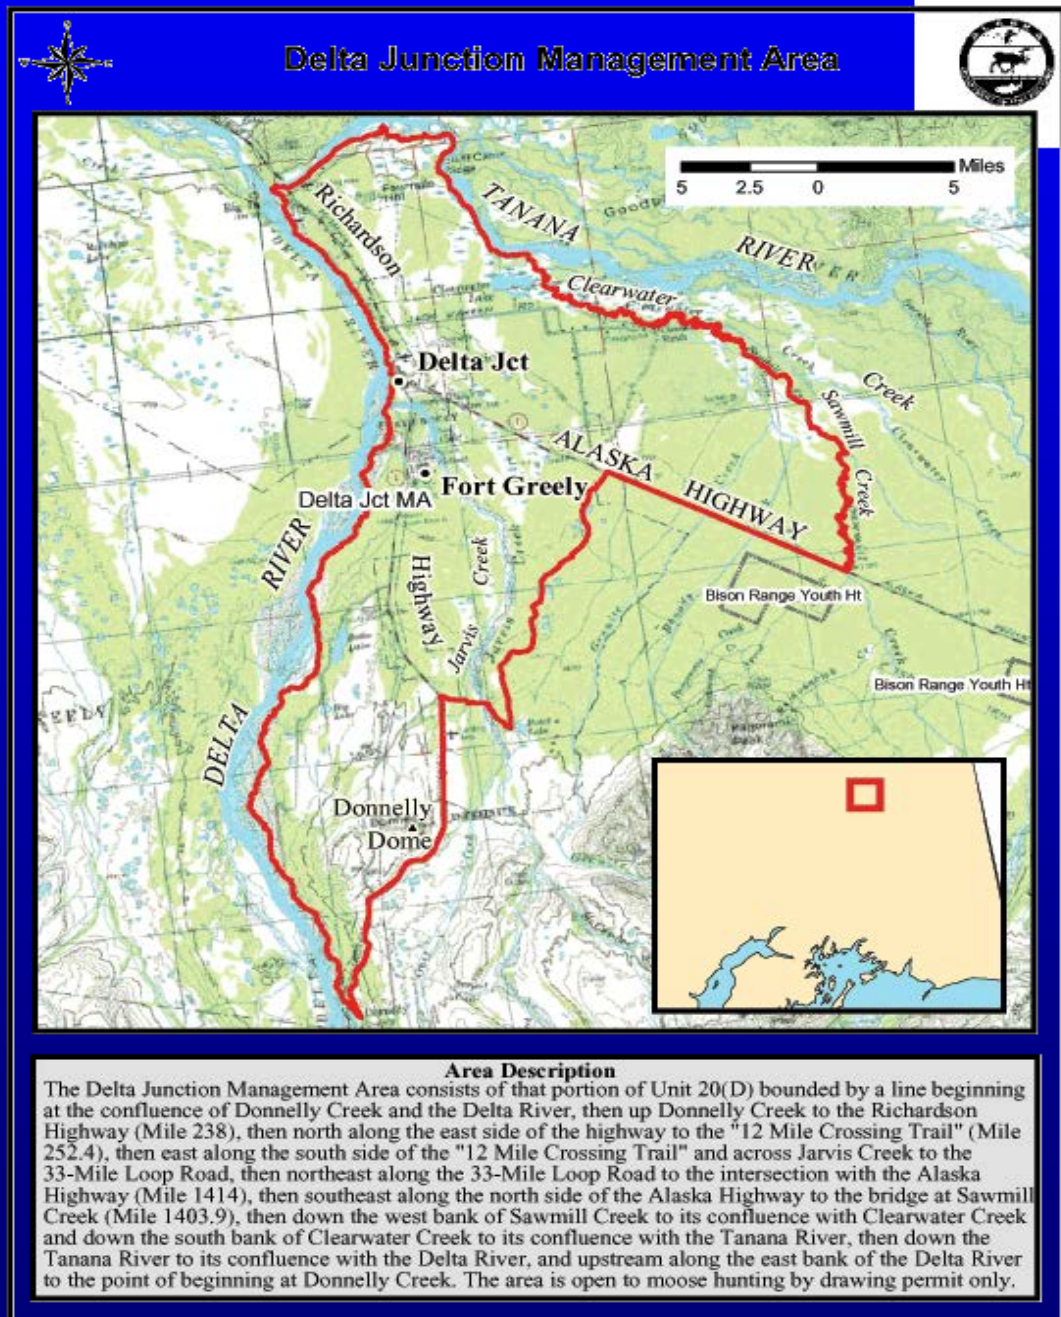 Delta Junction Management Area
Miles
5 2.5 0 5
TANANA
RIVER
Richardson
DELTA
RIVER
Clearwater
Creek
Creek
Sawmill
Creek
Clearwater
Creek
Delta Jct
ALASKA
HIGHWAY
Fort Greely
Delta Jct MA
RIVER
Highway
Creek
Jarvis
Bison Range Youth Ht
Bison Range Youth Ht
DELTA
Donnelly
Dome
Area Description
The Delta Junction Management Area consists of that portion of Unit 20(D) bounded by a line beginning
at the confluence of Donnelly Creek and the Delta River, then up Donnelly Creek to the Richardson
Highway (Mile 238), then north along the east side of the highway to the "12 Mile Crossing Trail" (Mile
252.4), then east along the south side of the "12 Mile Crossing Trail" and across Jarvis Creek to the
33-Mile Loop Road, then northeast along the 33-Mile Loop Road to the intersection with the Alaska
Highway (Mile 1414), then southeast along the north side of the Alaska Highway to the bridge at Sawmill
Creek (Mile 1403.9), then down the west bank of Sawmill Creek to its confluence with Clearwater Creek
and down the south bank of Clearwater Creek to its confluence with the Tanana River, then down the
Tanana River to its confluence with the Delta River, and upstream along the east bank of the Delta River
to the point of beginning at Donnelly Creek. The area is open to moose hunting by drawing permit only.